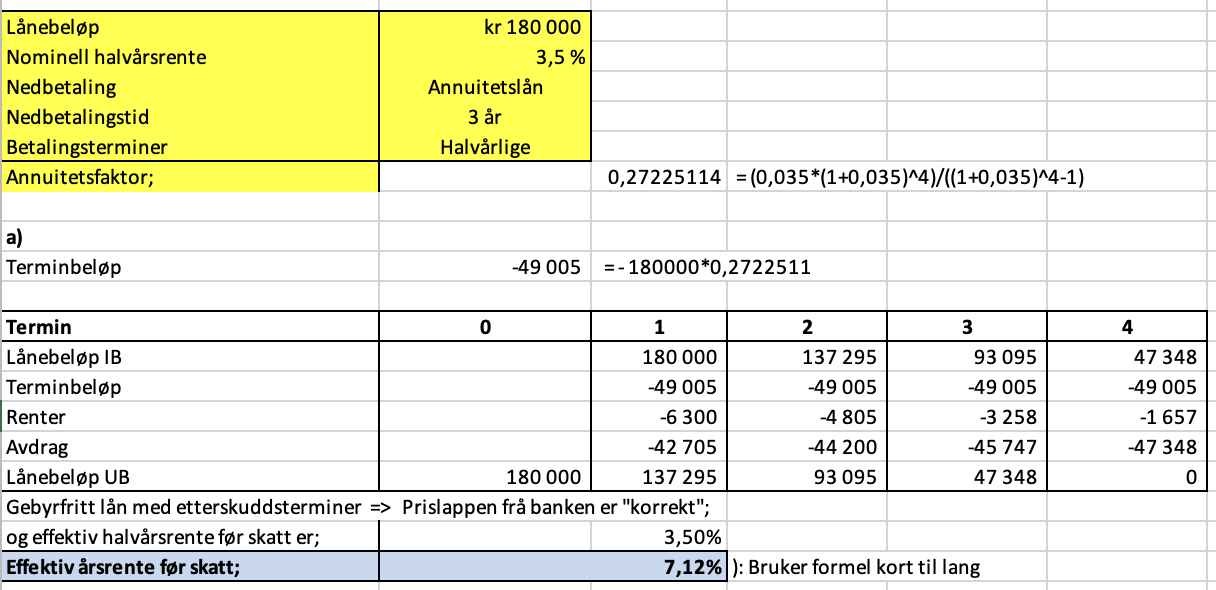 Lånebeløp kr 180 000
Nominell halvårsrente 3,5 %
Nedbetaling Annuitetslån
Nedbetalingstid 3 år
Betalingsterminer Halvårlige
Annuitetsfaktor; 0,27225114 =(0,035*(1+0,035)^4)/((1+0,035)^4-1)
a)
Terminbeløp -49 005 =-180000*0,2722511
Termin 0 1 2 3 4
Lånebeløp IB 180 000 137 295 93 095 47 348
Terminbeløp -49 005 -49 005 -49 005 -49 005
Renter -6 300 -4 805 -3 258 -1 657
Avdrag -42 705 -44 200 -45 747 -47 348
Lånebeløp UB 180 000 137 295 93 095 47 348 0
Gebyrfritt lån med etterskuddsterminer => Prislappen frå banken er "korrekt";
og effektiv halvårsrente før skatt er; 3,50%
Effektiv årsrente før skatt; 7,12% ): Bruker formel kort til lang